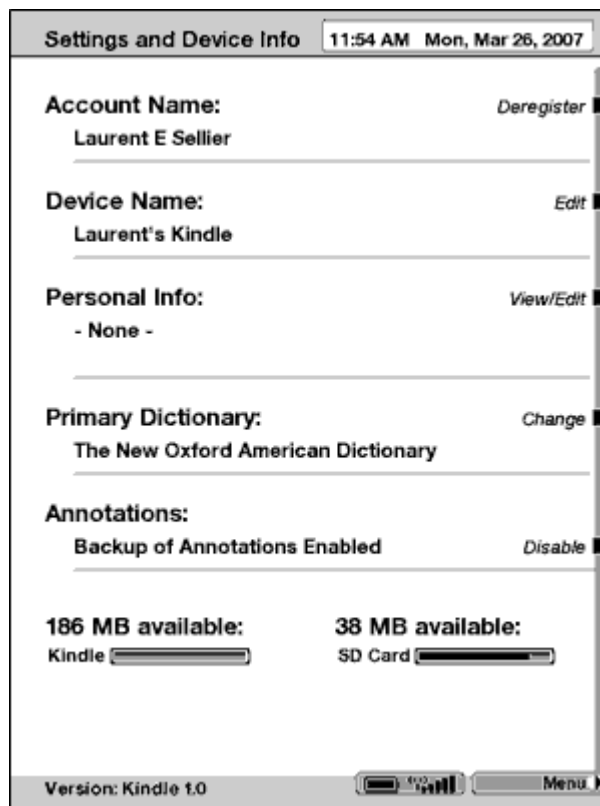 Settings and Device Info 11:54 AM Mon, Mar 26, 2007
Account Name: Deregister
Laurent E Sellier
Device Name: Edit
Laurent's Kindle
Personal Info: View/Edit
- None -
Primary Dictionary: Change
The New Oxford American Dictionary
Annotations:
Backup of Annotations Enabled Disable
186 MB available: 38 MB available:
Kindle SD Card
Version: Kindle 1.0 Menu